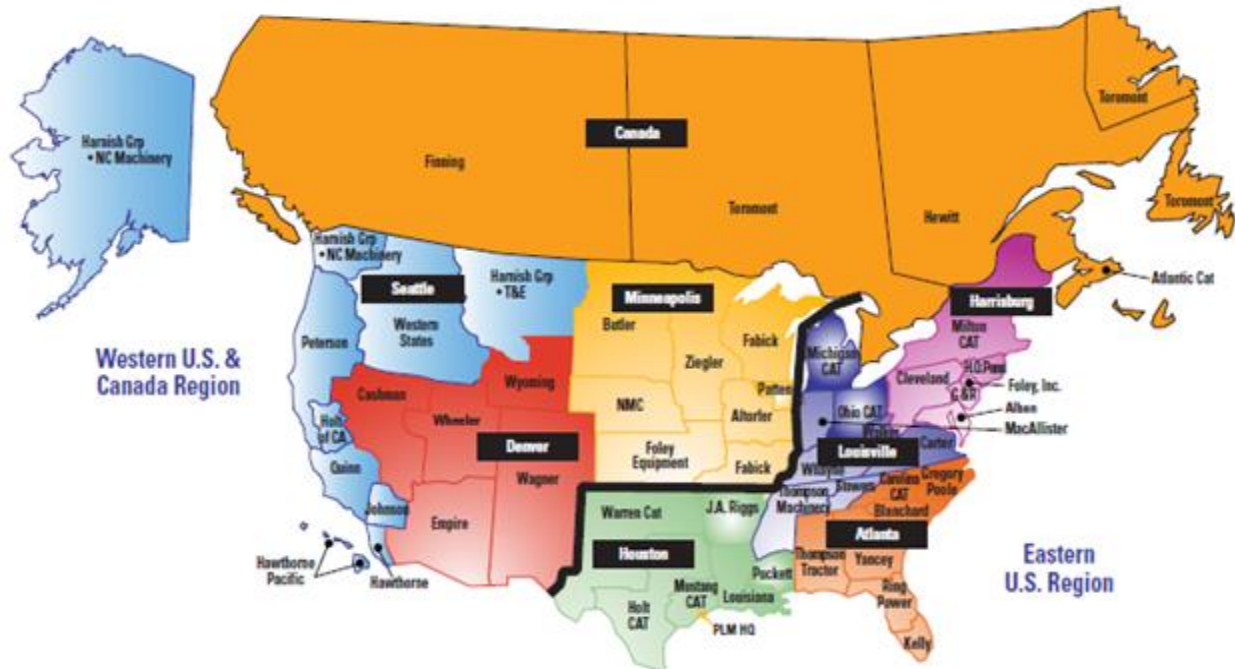 Harnish Grp
• NC Machinery
Canada
Finning
Toromont
Toromont
Hewitt
Toromont
Atlantic Cat
Harnish Grp
• NC Machinery
Seattle
Harnish Grp
• T&E
Western
States
Peterson
Western U.S. &
Canada Region
Holt
of CA
Quinn
Johnson
Hawthorne
Pacific
Hawthorne
Cashman
Wyoming
Wheeler
Denver
Wagner
Empire
Minneapolis
Butler
Fabick
Ziegler
Patten
NMC
Altorfer
Foley
Equipment
Fabick
Harrisburg
Milton
CAT
Michigan
CAT
Cleveland
H.O. Penn
Foley, Inc.
Alban
MacAllister
Ohio CAT
Carter
Louisville
Whayne
Stowers
Thompson
Machinery
Carolina
CAT
Gregory
Poole
Blanchard
Atlanta
Thompson
Tractor
Yancey
Ring
Power
Kelly
Eastern
U.S. Region
Warren Cat
J.A. Riggs
Houston
Mustang
CAT
Louisiana
Holt
CAT
PLM HQ